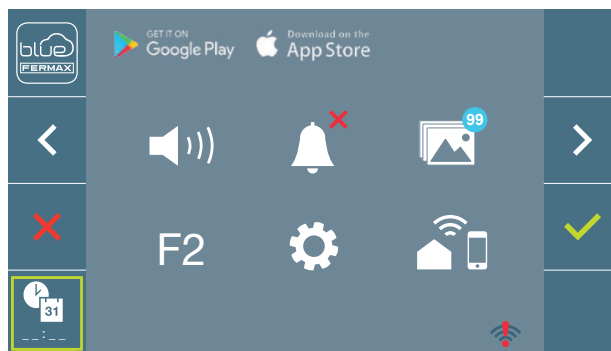 blue
FERMAX
GET IT ON
Google Play
Download on the
App Store
99
F2
31
_ _:_ _